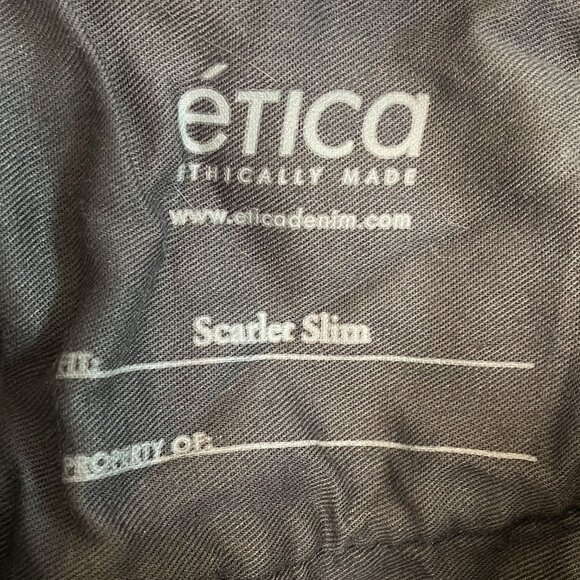 éTICa
ETHICALLY MADE
www.eticadenim.com
Scarlet Slim
FIT:
PROPERTY OF: